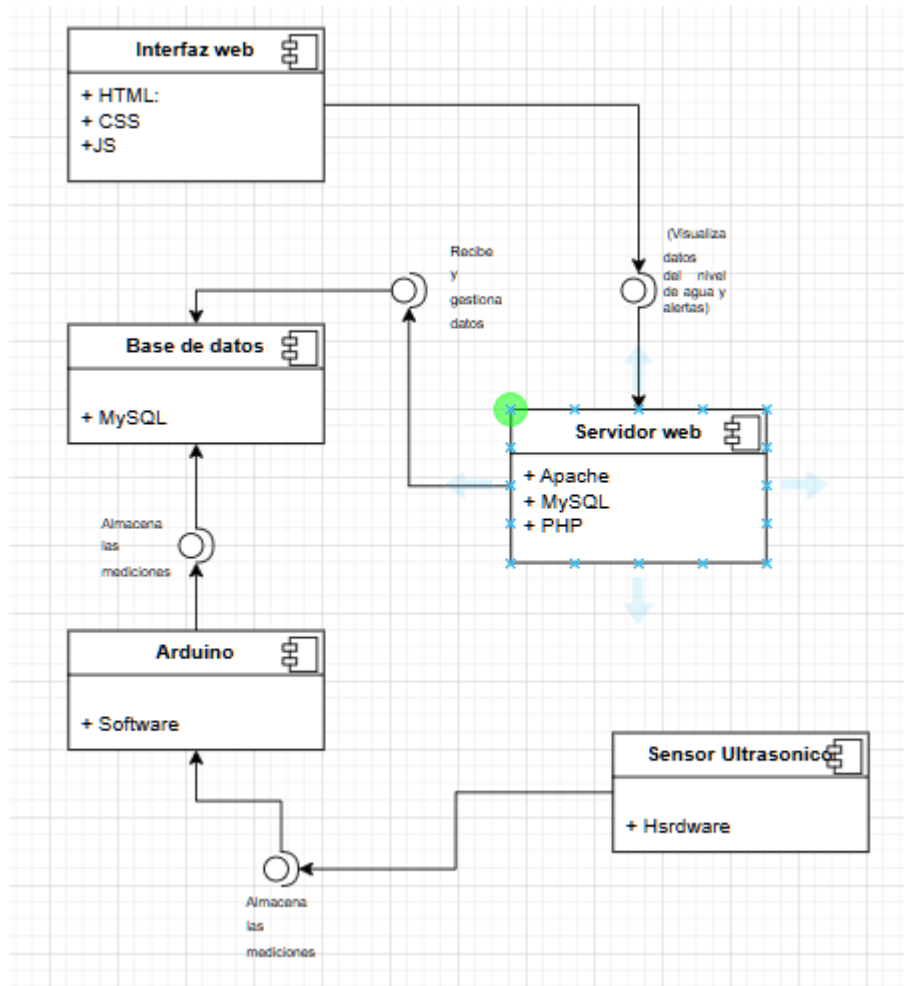 Interfaz web
+ HTML:
+ CSS
+JS
(Visualiza
datos
del nivel
de agua y
alertas)
Recibe
y
gestiona
datos
Base de datos
+ MySQL
Servidor web
+ Apache
+ MySQL
+ PHP
Almacena
las
mediciones
Arduino
+ Software
Sensor Ultrasonico
+ Hsrdware
Almacena
las
mediciones